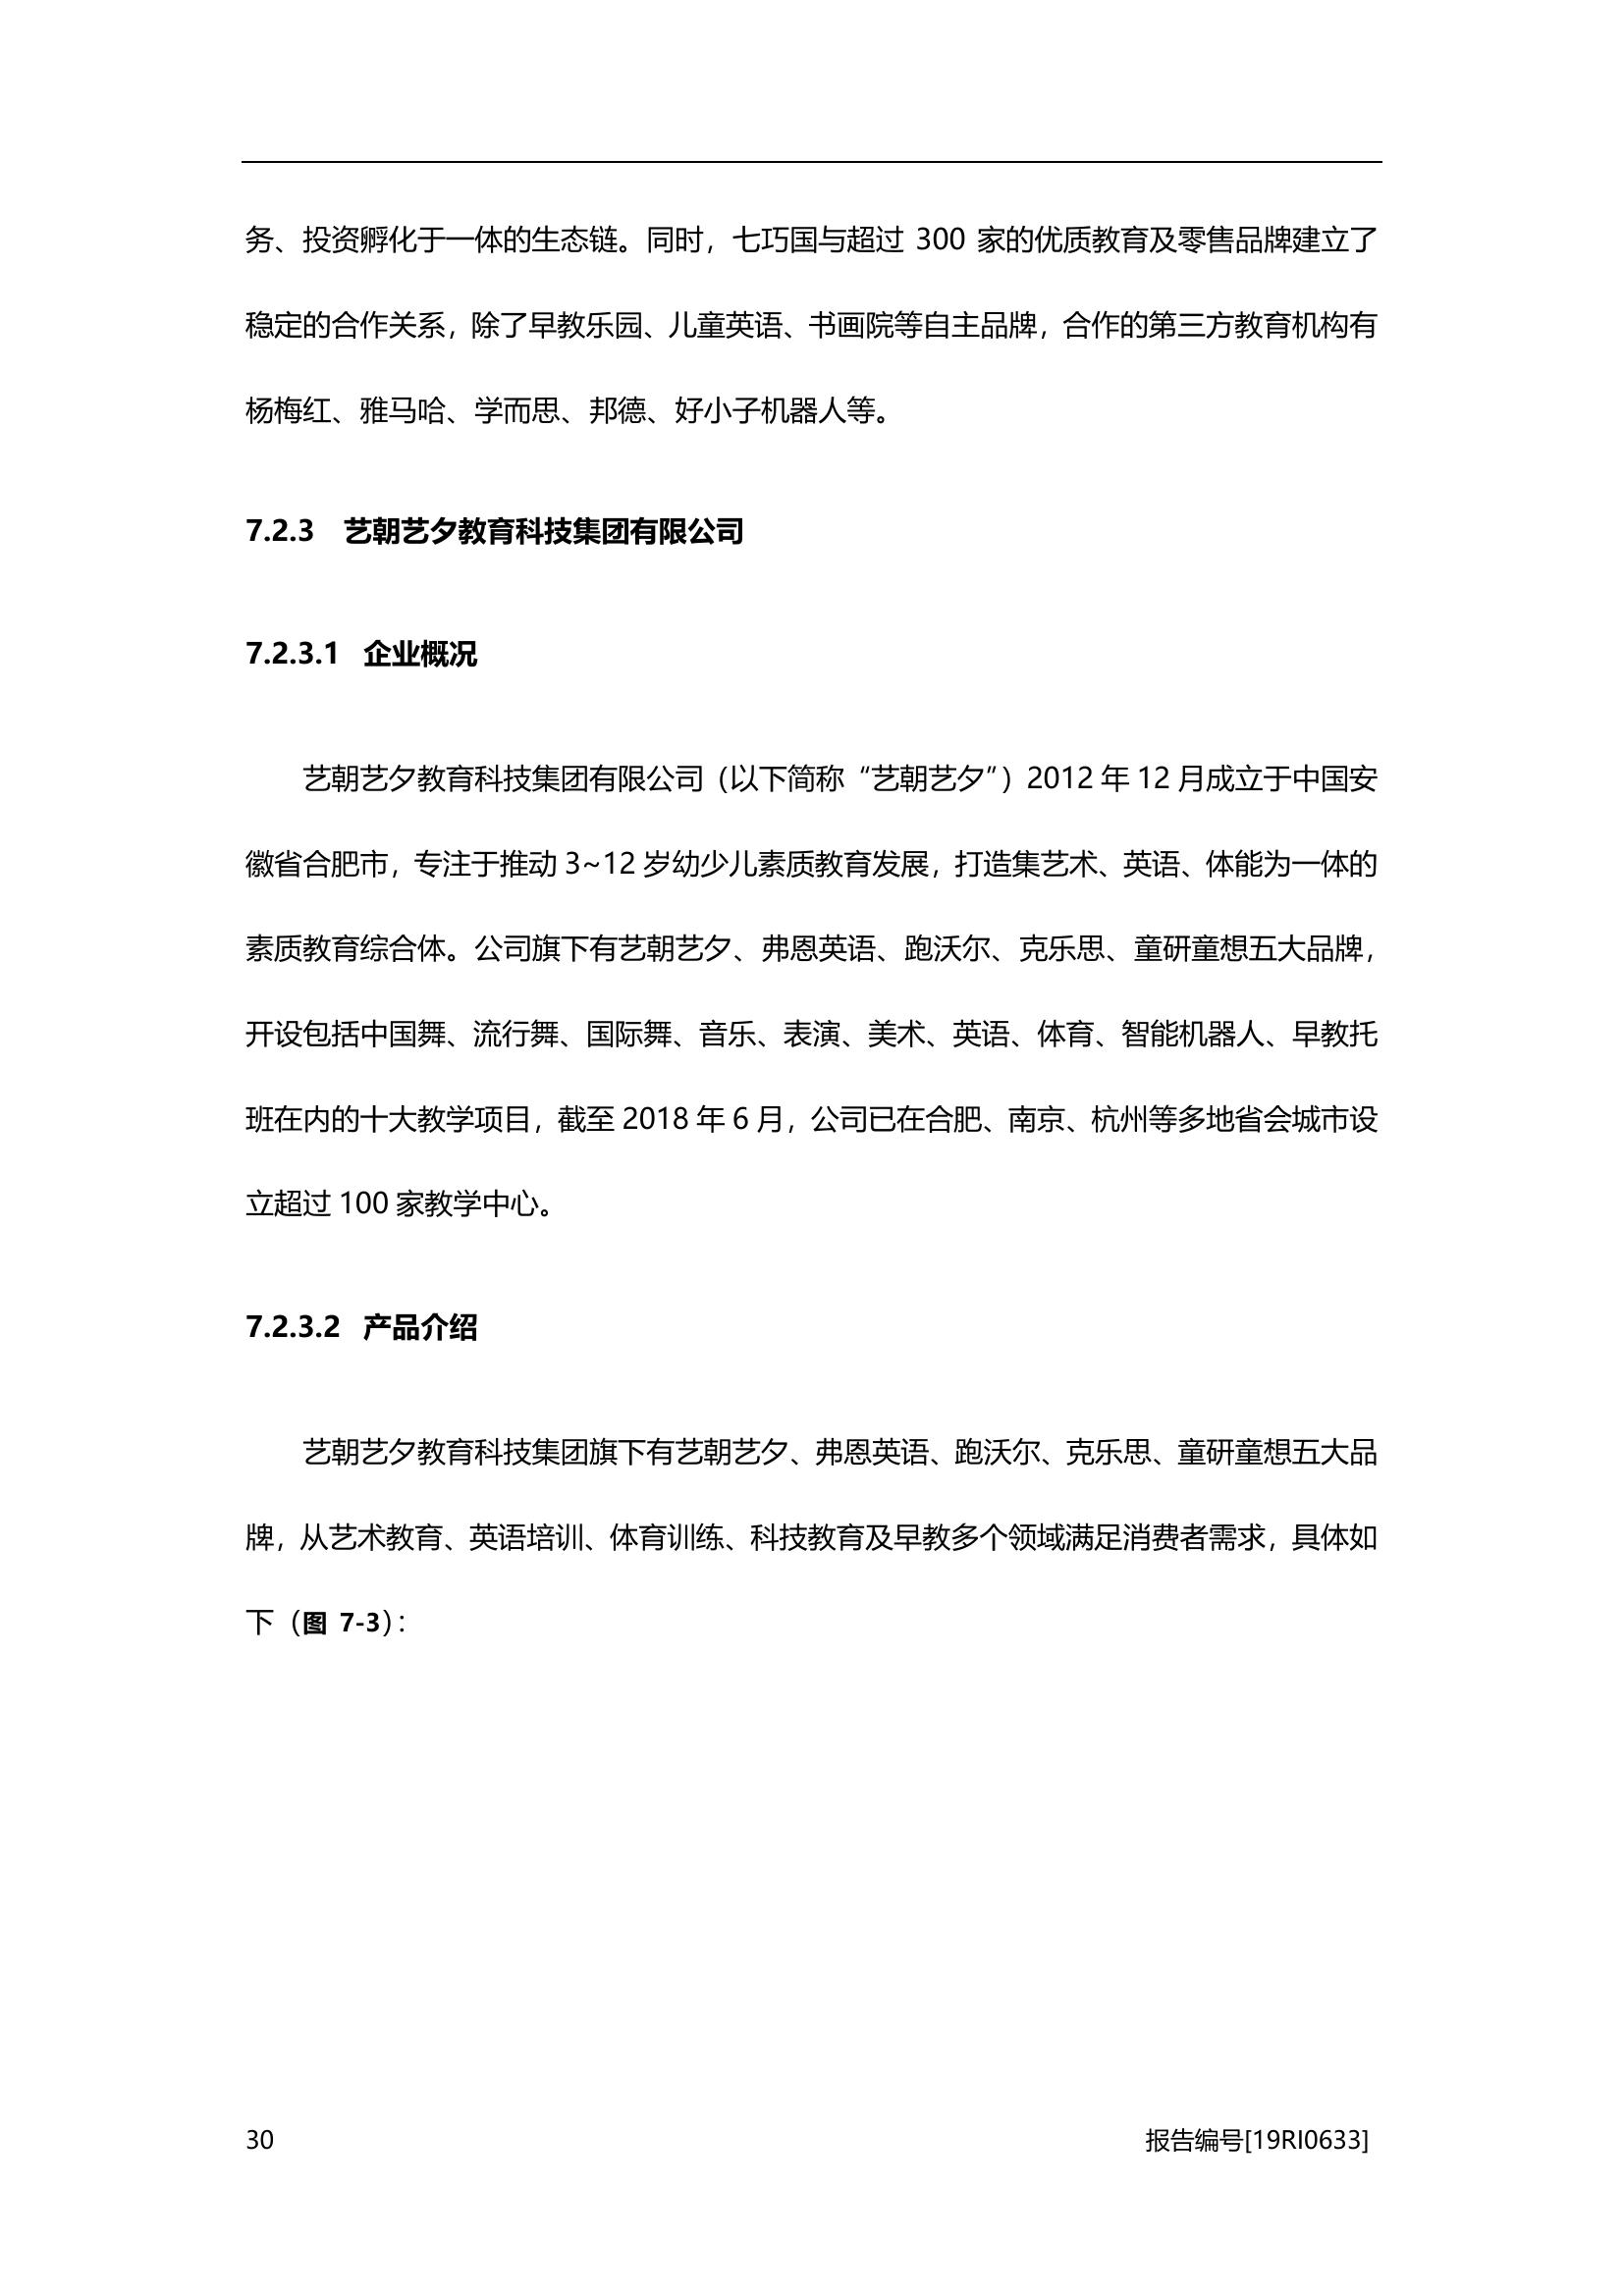 务、投资孵化于一体的生态链。同时，七巧国与超过 300 家的优质教育及零售品牌建立了
稳定的合作关系，除了早教乐园、儿童英语、书画院等自主品牌，合作的第三方教育机构有
杨梅红、雅马哈、学而思、邦德、好小子机器人等。
7.2.3 艺朝艺夕教育科技集团有限公司
7.2.3.1 企业概况
艺朝艺夕教育科技集团有限公司（以下简称“艺朝艺夕”）2012 年 12 月成立于中国安
徽省合肥市，专注于推动 3~12 岁幼少儿素质教育发展，打造集艺术、英语、体能为一体的
素质教育综合体。公司旗下有艺朝艺夕、弗恩英语、跑沃尔、克乐思、童研童想五大品牌，
开设包括中国舞、流行舞、国际舞、音乐、表演、美术、英语、体育、智能机器人、早教托
班在内的十大教学项目，截至 2018 年 6 月，公司已在合肥、南京、杭州等多地省会城市设
立超过 100 家教学中心。
7.2.3.2 产品介绍
艺朝艺夕教育科技集团旗下有艺朝艺夕、弗恩英语、跑沃尔、克乐思、童研童想五大品
牌，从艺术教育、英语培训、体育训练、科技教育及早教多个领域满足消费者需求，具体如
下（图 7-3）：
30 报告编号[19RI0633]